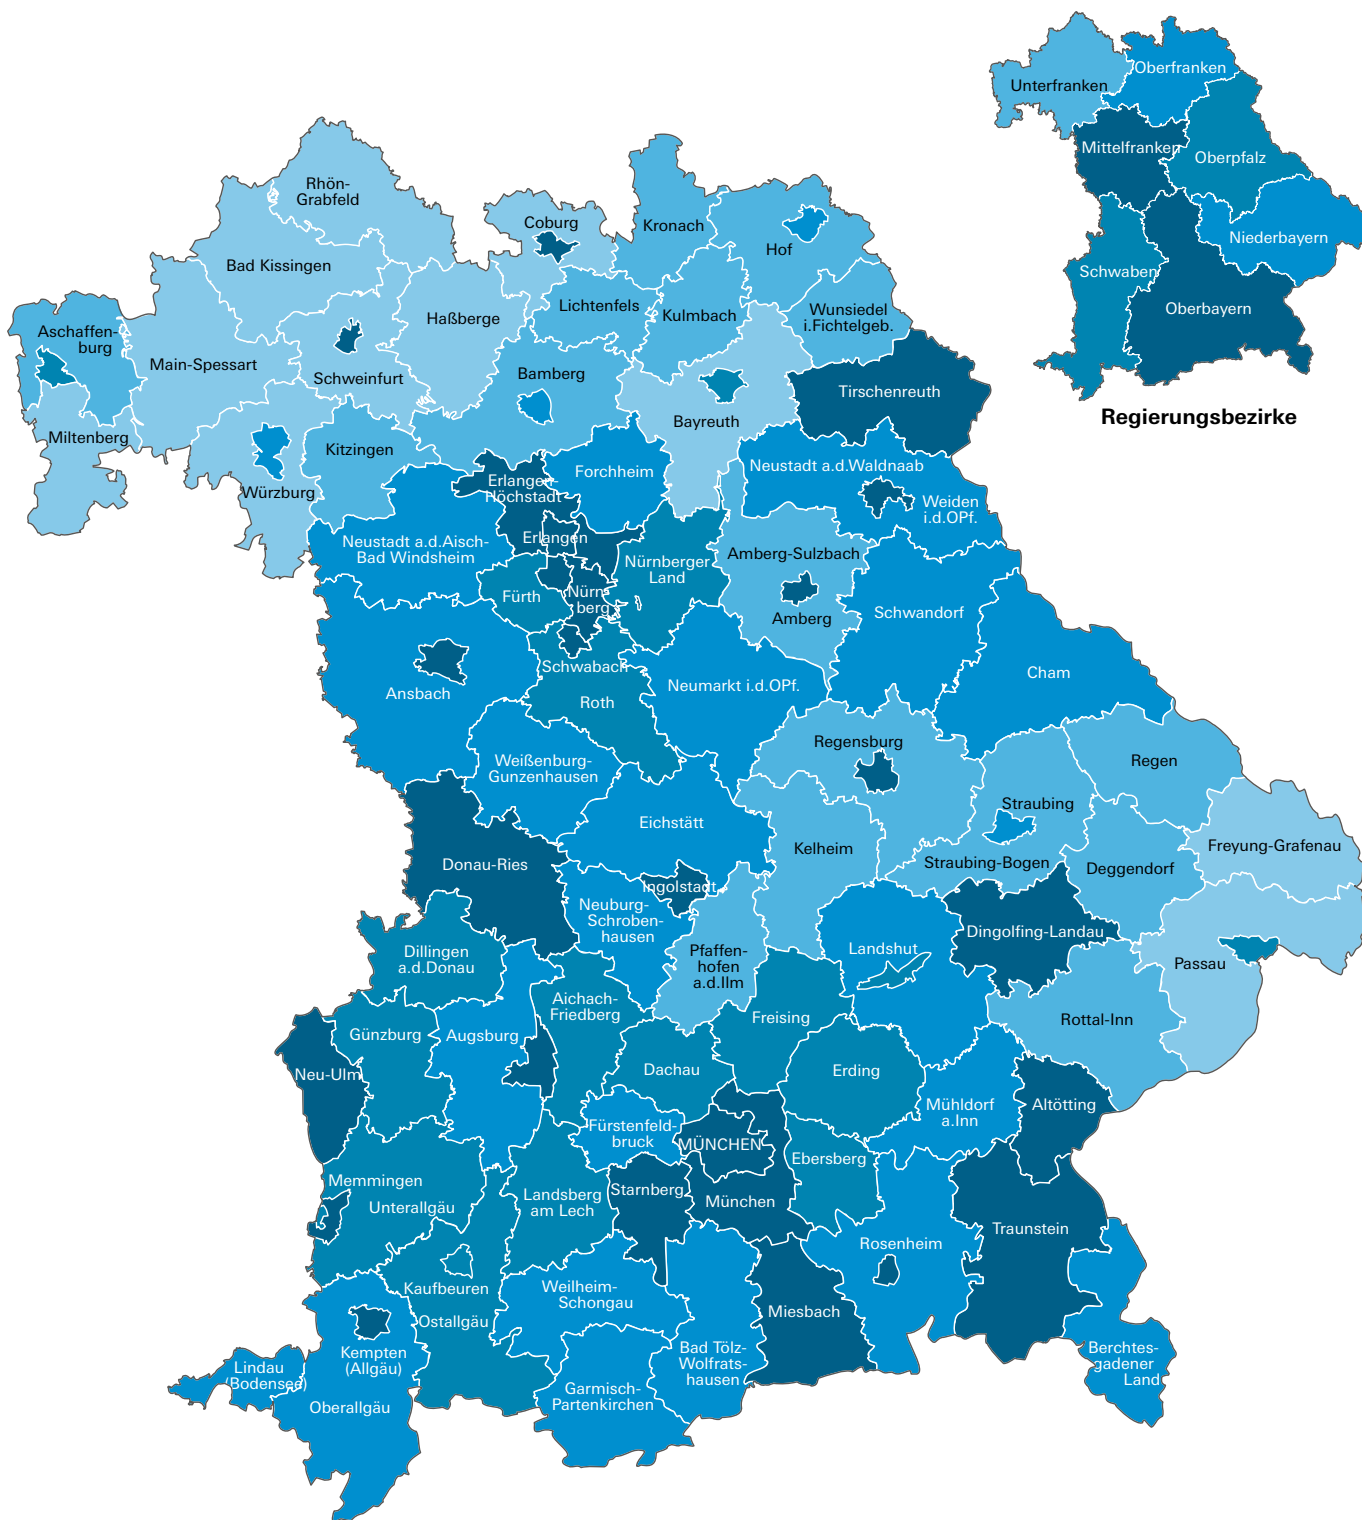 Unterfranken
Oberfranken
Mittelfranken
Oberpfalz
Niederbayern
Schwaben
Oberbayern
Regierungsbezirke
Rhön-
Grabfeld
Coburg
Kronach
Hof
Bad Kissingen
Lichtenfels
Kulmbach
Wunsiedel
i.Fichtelgeb.
Haßberge
Aschaffen-
burg
Main-Spessart
Schweinfurt
Bamberg
Tirschenreuth
Bayreuth
Miltenberg
Kitzingen
Würzburg
Forchheim
Neustadt a.d.Waldnaab
Erlangen-
Höchstadt
Weiden
i.d.OPf.
Neustadt a.d.Aisch-
Bad Windsheim
Erlangen
Nürnberger
Land
Amberg-Sulzbach
Fürth
Nürn-
berg
Amberg
Schwandorf
Schwabach
Cham
Ansbach
Roth
Neumarkt i.d.OPf.
Regensburg
Regen
Weißenburg-
Gunzenhausen
Straubing
Eichstätt
Kelheim
Freyung-Grafenau
Donau-Ries
Straubing-Bogen
Deggendorf
Ingolstadt
Neuburg-
Schroben-
hausen
Dingolfing-Landau
Dillingen
a.d.Donau
Pfaffen-
hofen
a.d.Ilm
Landshut
Passau
Aichach-
Friedberg
Freising
Rottal-Inn
Günzburg
Augsburg
Neu-Ulm
Dachau
Erding
Mühldorf
a.Inn
Altötting
Fürstenfeld-
bruck
MÜNCHEN
Ebersberg
Memmingen
Unterallgäu
Landsberg
am Lech
Starnberg
München
Traunstein
Rosenheim
Kaufbeuren
Weilheim-
Schongau
Ostallgäu
Miesbach
Kempten
(Allgäu)
Bad Tölz-
Wolfrats-
hausen
Berchtes-
gadener
Land
Lindau
(Bodensee)
Oberallgäu
Garmisch-
Partenkirchen